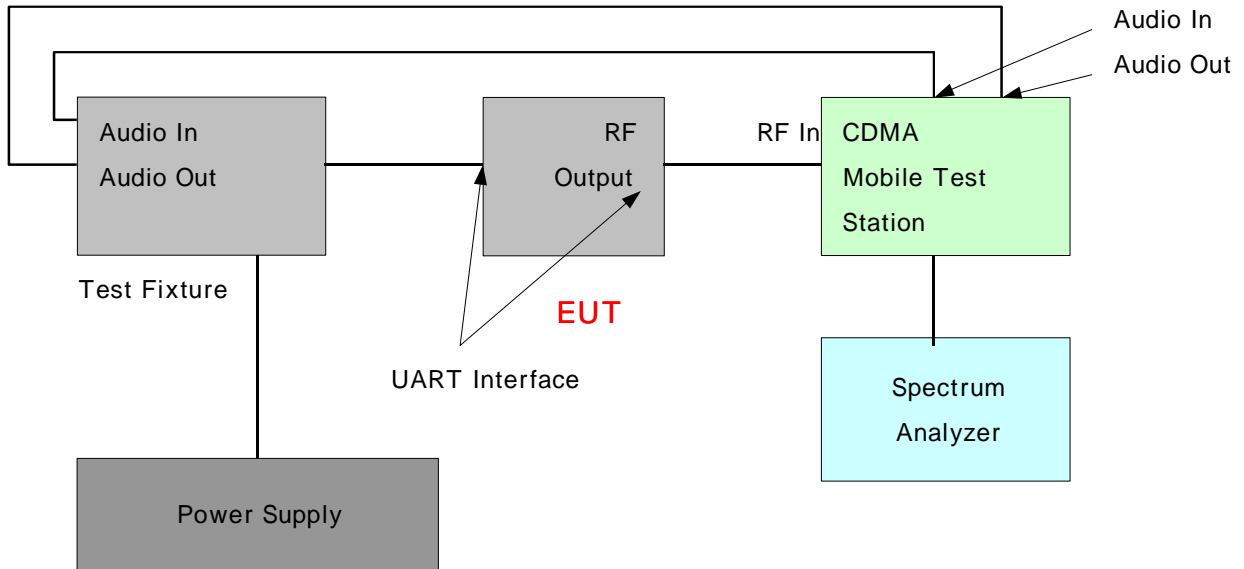 Audio In
Audio Out
Audio In
Audio Out
RF
Output
RF In
CDMA
Mobile Test
Station
Test Fixture
EUT
UART Interface
Spectrum
Analyzer
Power Supply